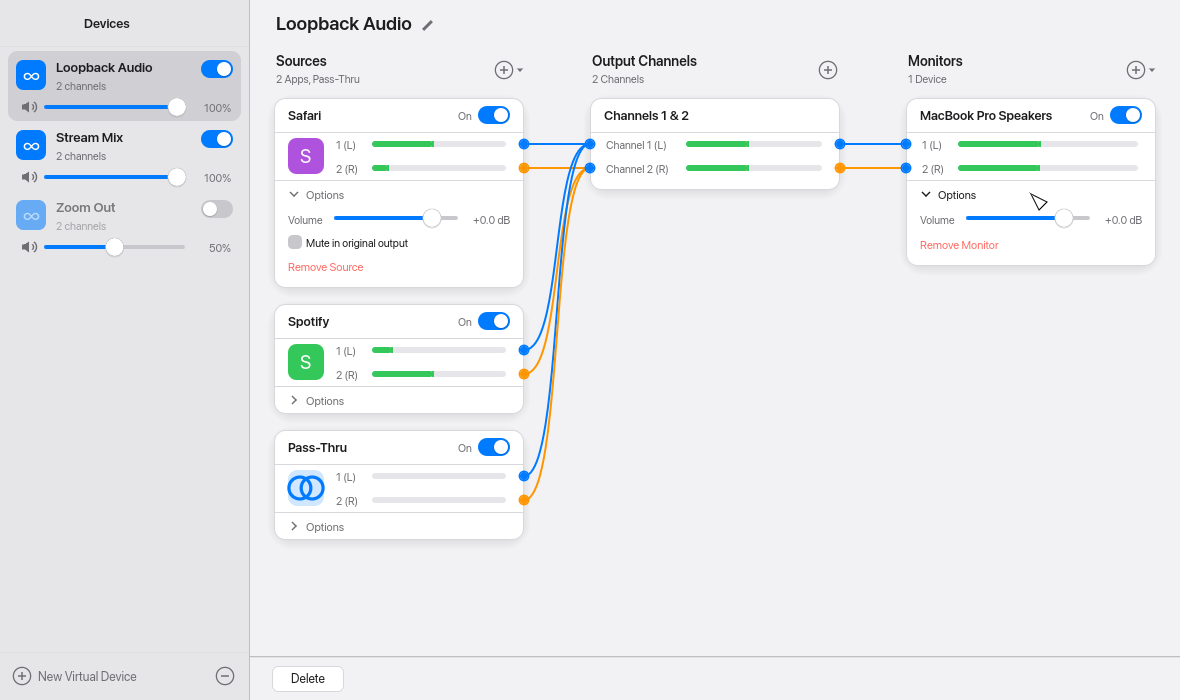 Devices
Loopback Audio
2 channels
100%
Stream Mix
2 channels
100%
Zoom Out
2 channels
50%
New Virtual Device
Loopback Audio
Sources
2 Apps, Pass-Thru
Output Channels
2 Channels
Monitors
1 Device
Safari On
S
1 (L)
2 (R)
Options
Volume +0.0 dB
Mute in original output
Remove Source
Spotify On
S
1 (L)
2 (R)
Options
Pass-Thru On
1 (L)
2 (R)
Options
Channels 1 & 2
Channel 1 (L)
Channel 2 (R)
MacBook Pro Speakers On
1 (L)
2 (R)
Options
Volume +0.0 dB
Remove Monitor
Delete